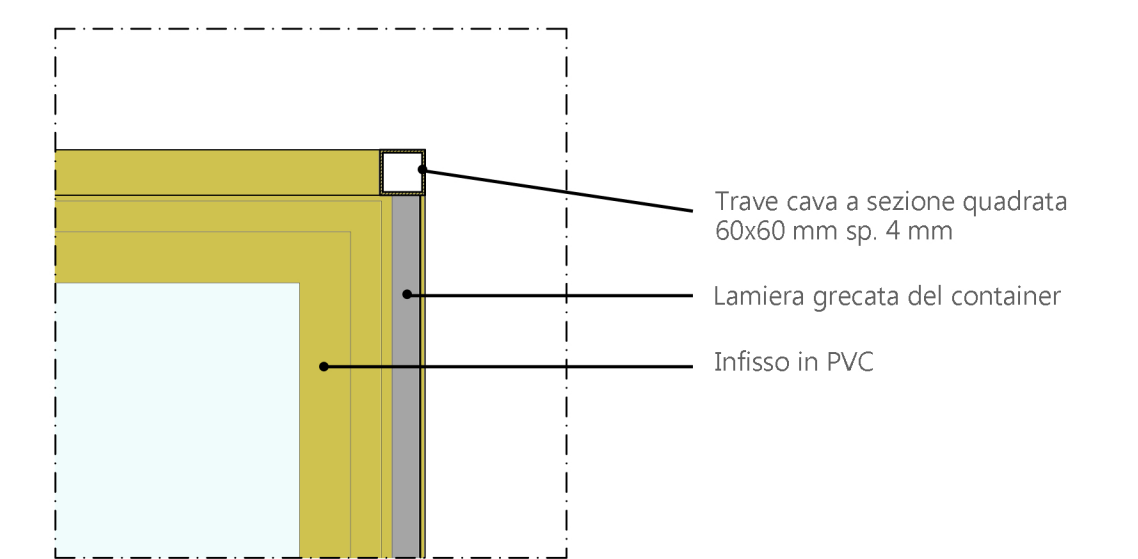 Trave cava a sezione quadrata
60x60 mm sp. 4 mm
Lamiera grecata del container
Infisso in PVC